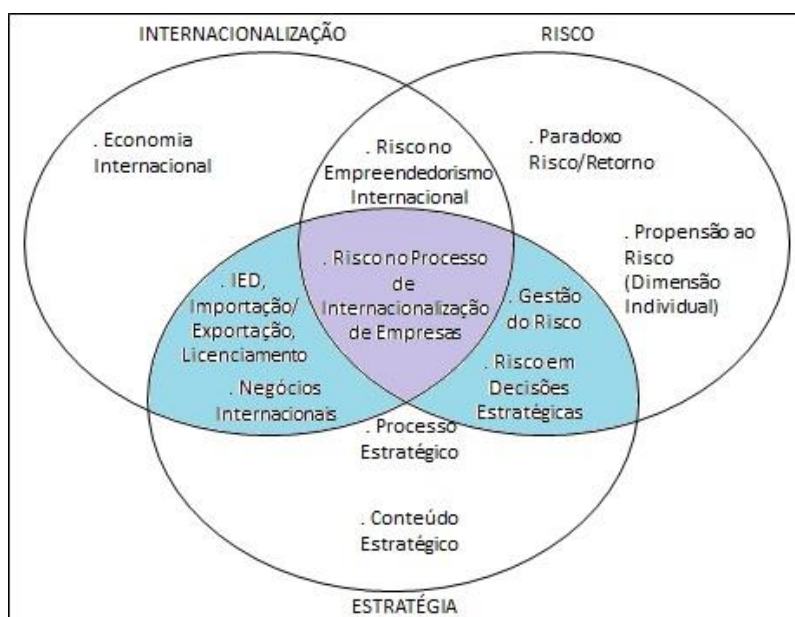 INTERNACIONALIZAÇÃO
RISCO
. Economia
Internacional
. Risco no
Empreendedorismo
Internacional
. Paradoxo
Risco/Retorno
. Propensão ao
Risco
(Dimensão
Individual)
. IED,
Importação/
Exportação,
Licenciamento
. Negócios
Internacionais
. Risco no Processo
de
Internacionalização
de Empresas
. Gestão
do Risco
. Risco em
Decisões
Estratégicas
. Processo
Estratégico
. Conteúdo
Estratégico
ESTRATÉGIA